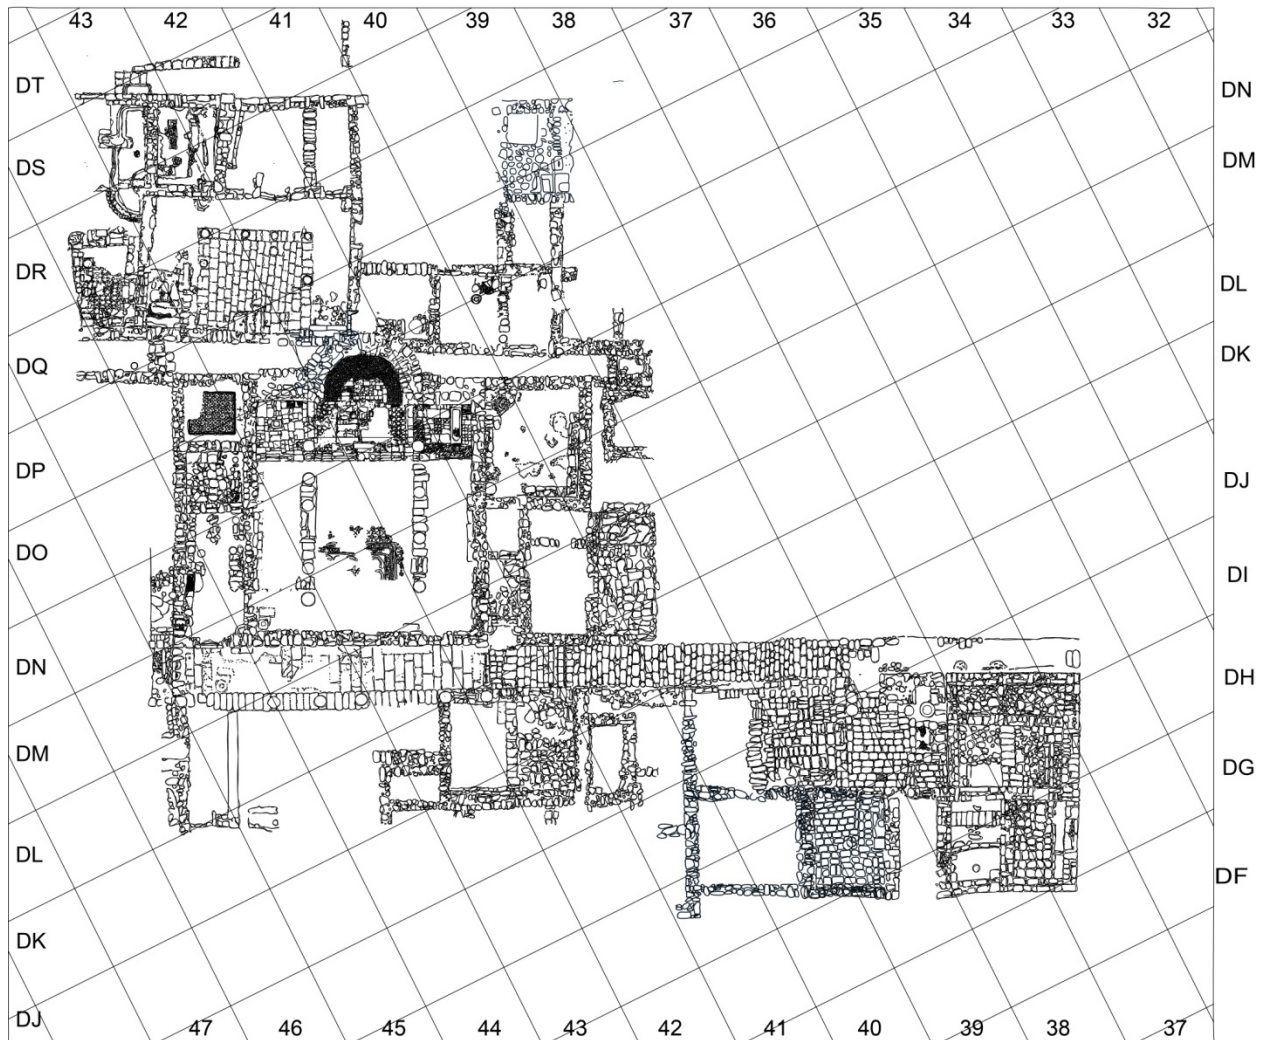 43 42 41 40 39 38 37 36 35 34 33 32
DT DN
DS DM
DR DL
DQ DK
DP DJ
DO DI
DN DH
DM DG
DL DF
DK
DJ
47 46 45 44 43 42 41 40 39 38 37